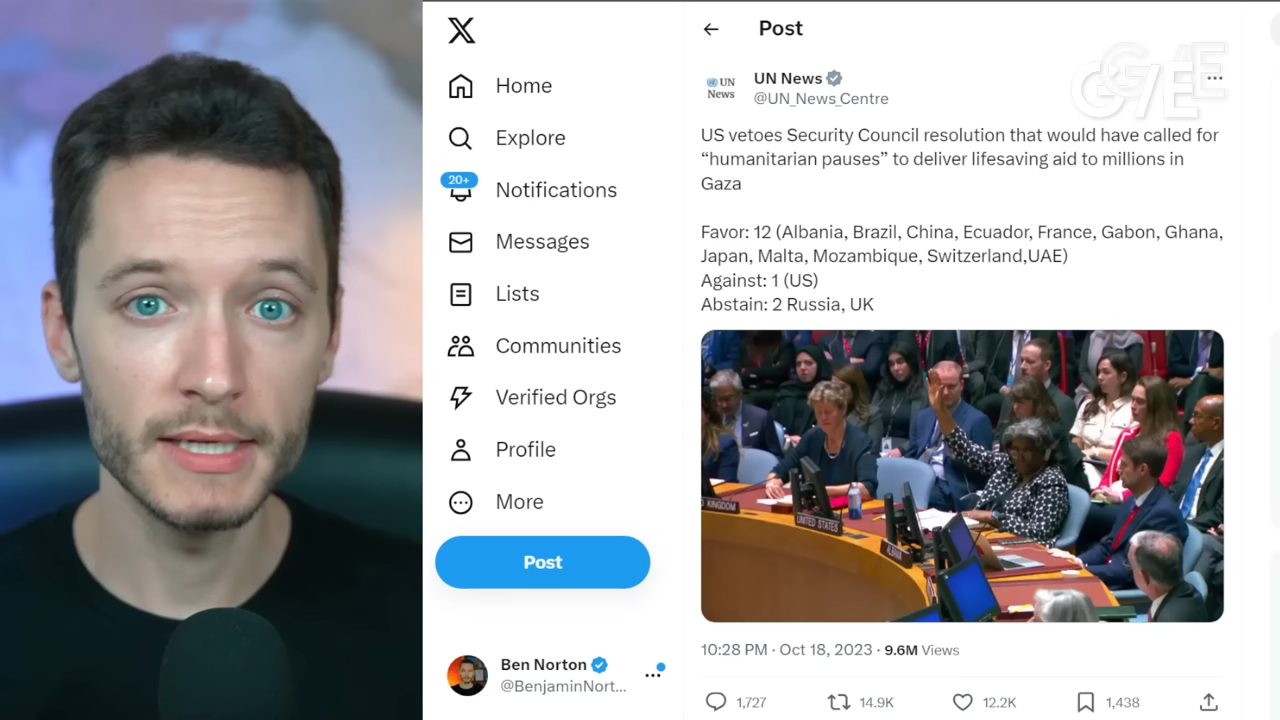 Home
Explore
20+
Notifications
Messages
Lists
Communities
Verified Orgs
Profile
More
Post
Ben Norton
@BenjaminNort...
Post
UN News
UN News
@UN_News_Centre
US vetoes Security Council resolution that would have called for
“humanitarian pauses” to deliver lifesaving aid to millions in
Gaza
Favor: 12 (Albania, Brazil, China, Ecuador, France, Gabon, Ghana,
Japan, Malta, Mozambique, Switzerland,UAE)
Against: 1 (US)
Abstain: 2 Russia, UK
KINGDOM
UNITED STATES
ALBANIA
10:28 PM · Oct 18, 2023 · 9.6M Views
1,727
14.9K
12.2K
1,438